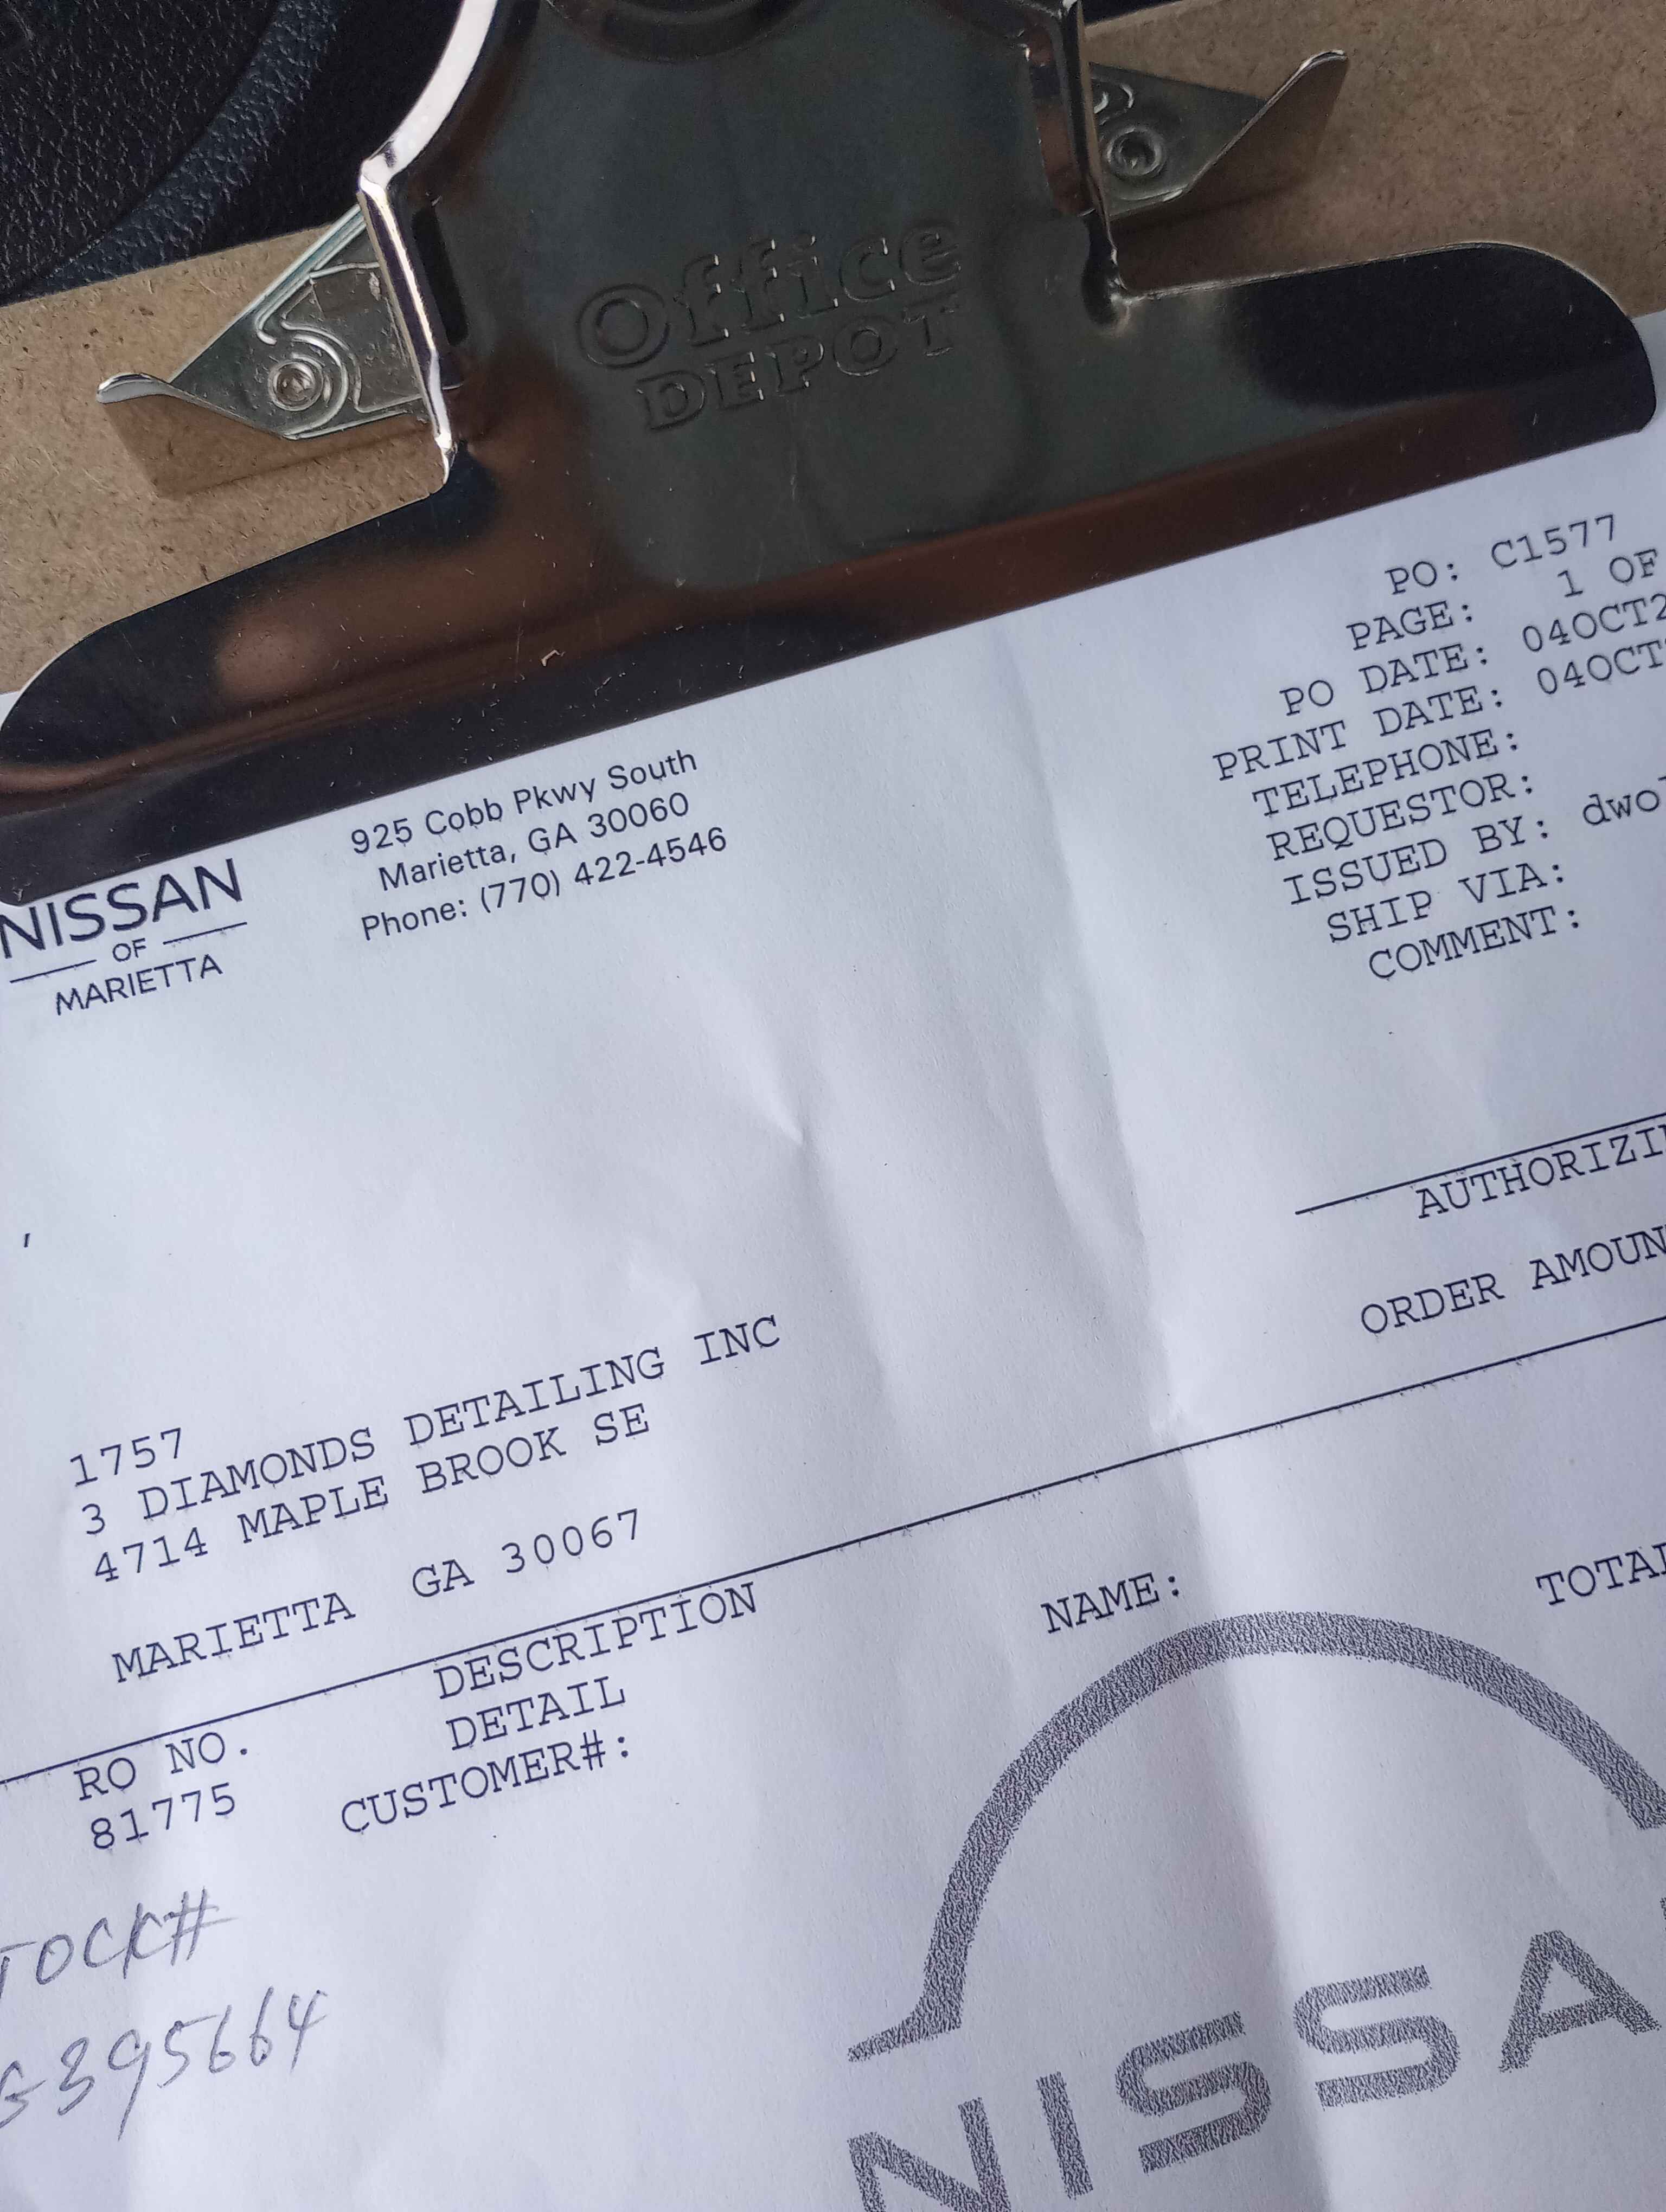 Office
DEPOT
PO: C1577
PAGE: 1 OF
PO DATE: 04OCT2
PRINT DATE: 04OCT
TELEPHONE:
REQUESTOR:
ISSUED BY: dwo
SHIP VIA:
COMMENT:
925 Cobb Pkwy South
Marietta, GA 30060
Phone: (770) 422-4546
NISSAN
OF
MARIETTA
AUTHORIZI
ORDER AMOUN
1757
3 DIAMONDS DETAILING INC
4714 MAPLE BROOK SE
MARIETTA GA 30067
RO NO. DESCRIPTION NAME: TOTAL
81775 DETAIL
CUSTOMER#:
TOCK#
395664
NISSA